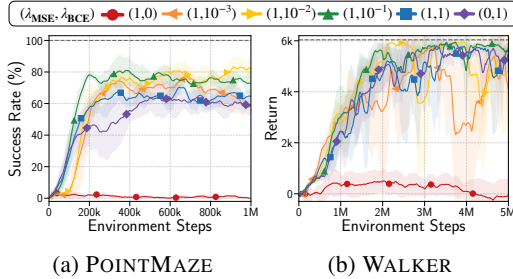 (λMSE, λBCE) (1,0) (1,10⁻³) (1,10⁻²) (1,10⁻¹) (1,1) (0,1)
Success Rate (%)
100
80
60
40
20
0
0 200k 400k 600k 800k 1M
Environment Steps
Return
6k
4k
2k
0
0 1M 2M 3M 4M 5M
Environment Steps
(a) POINTMAZE (b) WALKER